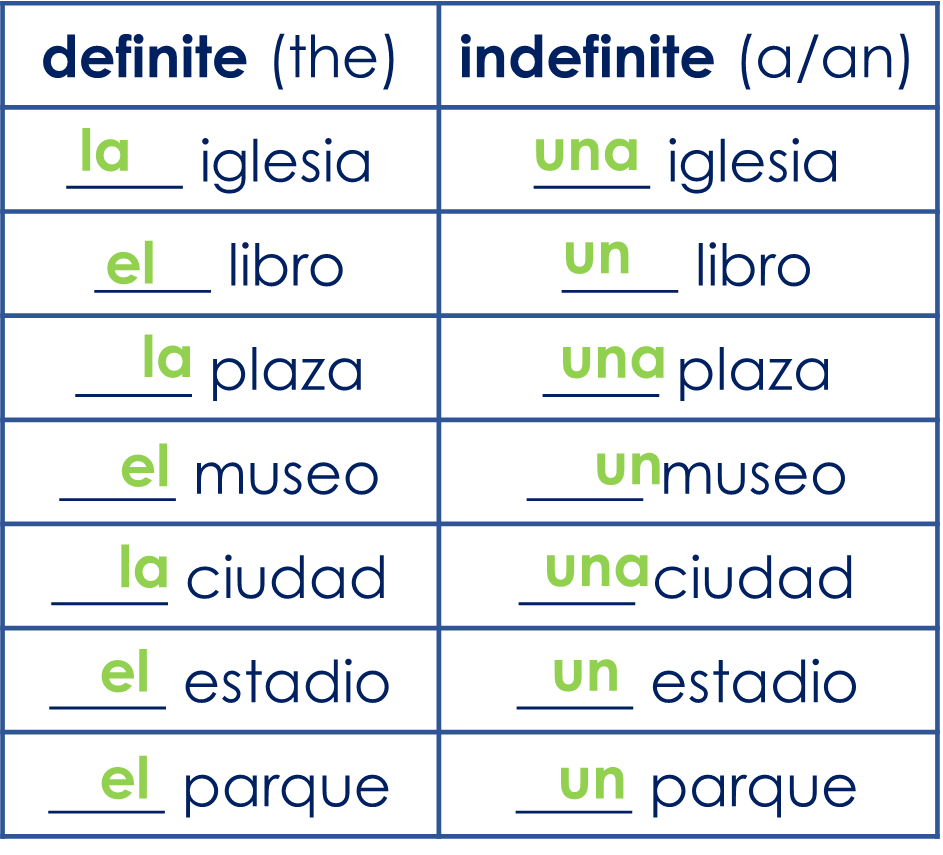 definite (the) indefinite (a/an)
la iglesia una iglesia
el libro un libro
la plaza una plaza
el museo un museo
la ciudad una ciudad
el estadio un estadio
el parque un parque